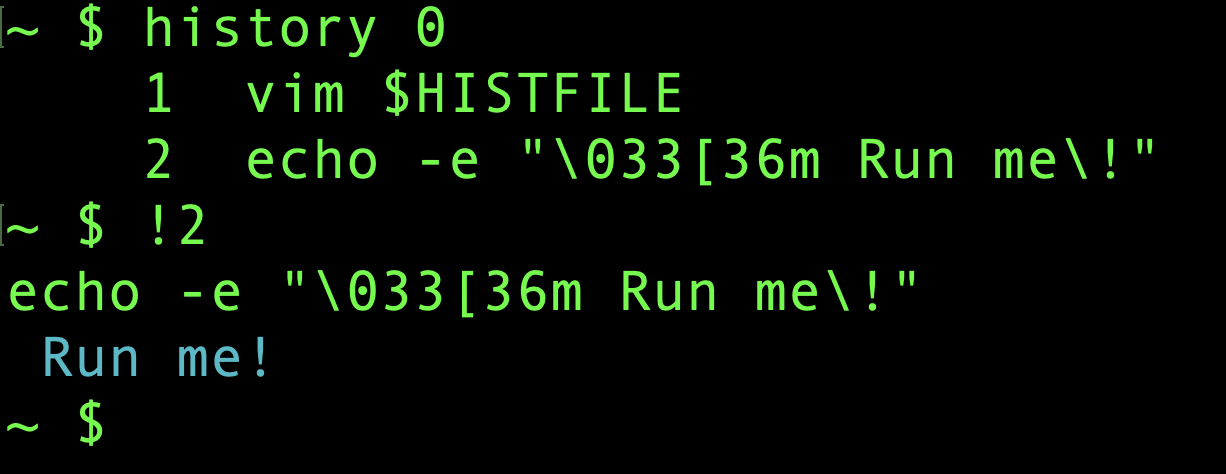 ~ $ history 0
    1  vim $HISTFILE
    2  echo -e "\033[36m Run me\!"
~ $ !2
echo -e "\033[36m Run me\!"
 Run me!
~ $